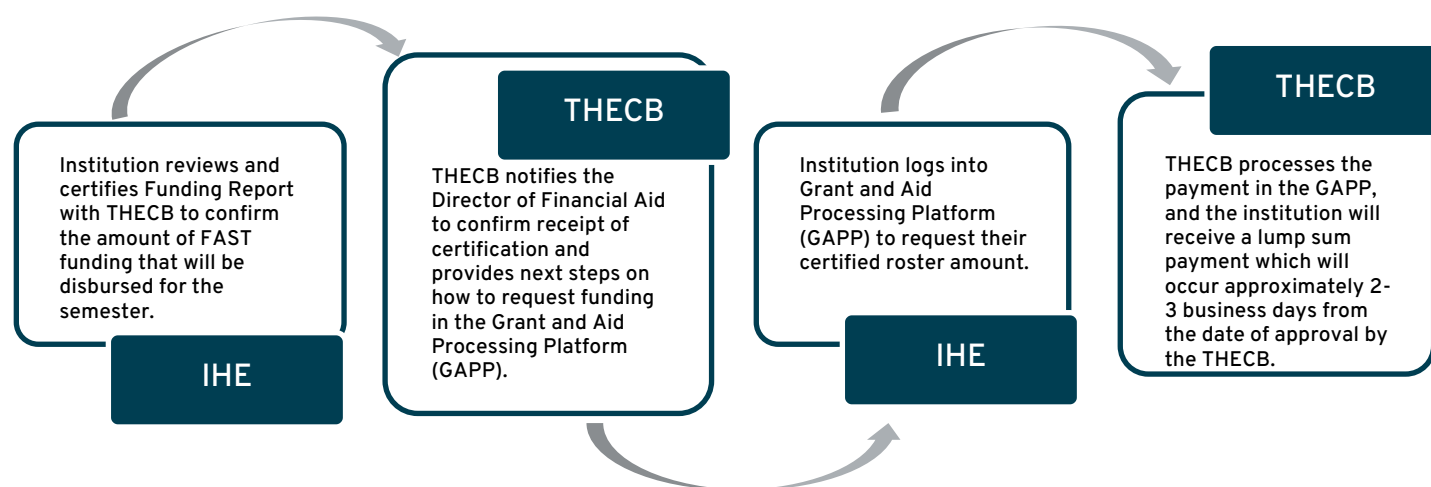 Institution reviews and
certifies Funding Report
with THECB to confirm
the amount of FAST
funding that will be
disbursed for the
semester.
IHE
THECB
THECB notifies the
Director of Financial Aid
to confirm receipt of
certification and
provides next steps on
how to request funding
in the Grant and Aid
Processing Platform
(GAPP).
Institution logs into
Grant and Aid
Processing Platform
(GAPP) to request their
certified roster amount.
IHE
THECB
THECB processes the
payment in the GAPP,
and the institution will
receive a lump sum
payment which will
occur approximately 2-
3 business days from
the date of approval by
the THECB.